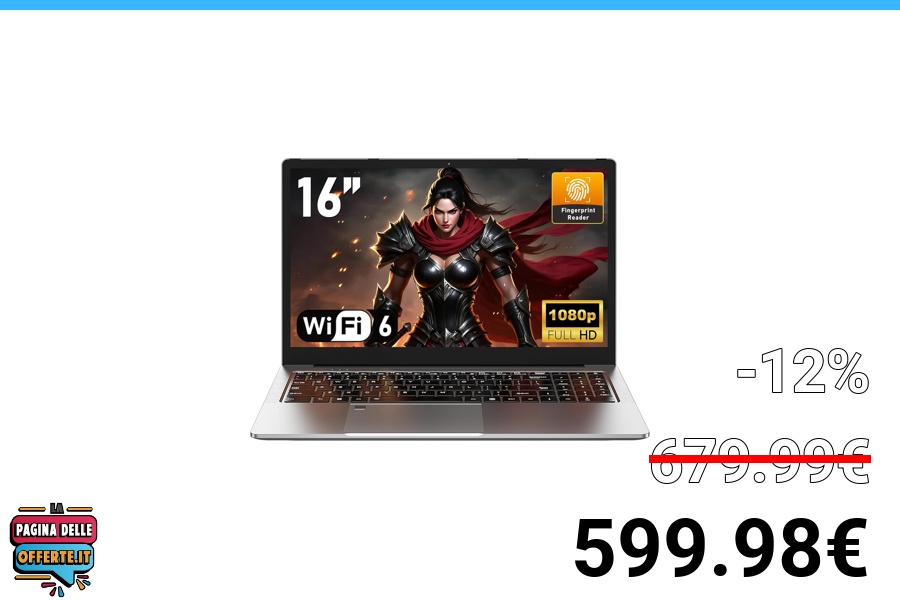 16”
Fingerprint
Reader
WiFi 6
1080p
FULL HD
-12%
679.99€
599.98€
LA
PAGINA DELLE
OFFERTE.IT